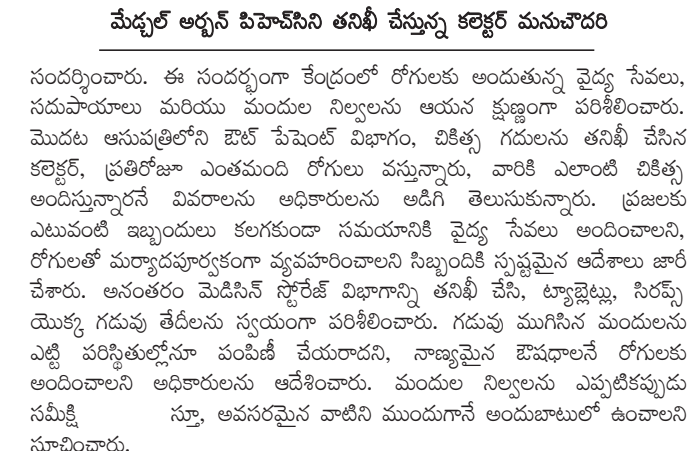 మేడ్చల్ అర్బన్ పిహెచ్‌సిని తనిఖీ చేస్తున్న కలెక్టర్ మనుచౌదరి
సందర్శించారు. ఈ సందర్భంగా కేంద్రంలో రోగులకు అందుతున్న వైద్య సేవలు,
సదుపాయాలు మరియు మందుల నిల్వలను ఆయన క్షుణ్ణంగా పరిశీలించారు.
మొదట ఆసుపత్రిలోని ఔట్ పేషెంట్ విభాగం, చికిత్స గదులను తనిఖీ చేసిన
కలెక్టర్, ప్రతిరోజూ ఎంతమంది రోగులు వస్తున్నారు, వారికి ఎలాంటి చికిత్స
అందిస్తున్నారనే వివరాలను అధికారులను అడిగి తెలుసుకున్నారు. ప్రజలకు
ఎటువంటి ఇబ్బందులు కలగకుండా సమయానికి వైద్య సేవలు అందించాలని,
రోగులతో మర్యాదపూర్వకంగా వ్యవహరించాలని సిబ్బందికి స్పష్టమైన ఆదేశాలు జారీ
చేశారు. అనంతరం మెడిసిన్ స్టోరేజ్ విభాగాన్ని తనిఖీ చేసి, ట్యాబ్లెట్లు, సిరప్స్
యొక్క గడువు తేదీలను స్వయంగా పరిశీలించారు. గడువు ముగిసిన మందులను
ఎట్టి పరిస్థితుల్లోనూ పంపిణీ చేయరాదని, నాణ్యమైన ఔషధాలనే రోగులకు
అందించాలని అధికారులను ఆదేశించారు. మందుల నిల్వలను ఎప్పటికప్పుడు
సమీక్షి స్తూ, అవసరమైన వాటిని ముందుగానే అందుబాటులో ఉంచాలని
సూచించారు.